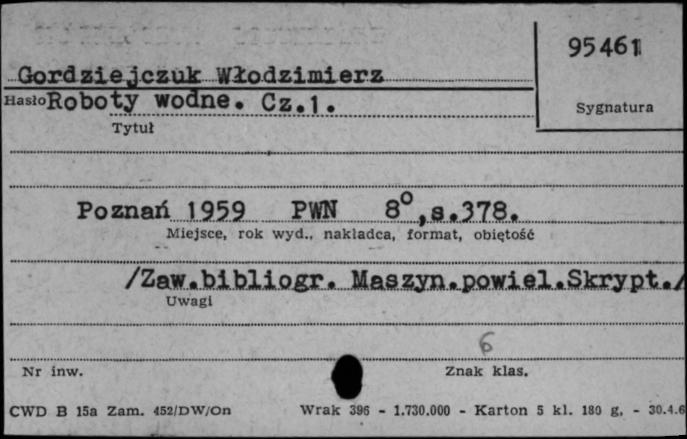 95461
Gordziejczuk Włodzimierz
Hasło Roboty wodne. Cz.1.
Sygnatura
Tytuł
Poznań 1959 PWN 8°,s.378.
Miejsce, rok wyd., nakładca, format, objętość
/Zaw.bibliogr. Maszyn.powiel.Skrypt./
Uwagi
6
Nr inw.
Znak klas.
CWD B 15a Zam. 452/DW/On Wrak 396 - 1.730.000 - Karton 5 kl. 180 g. - 30.4.6